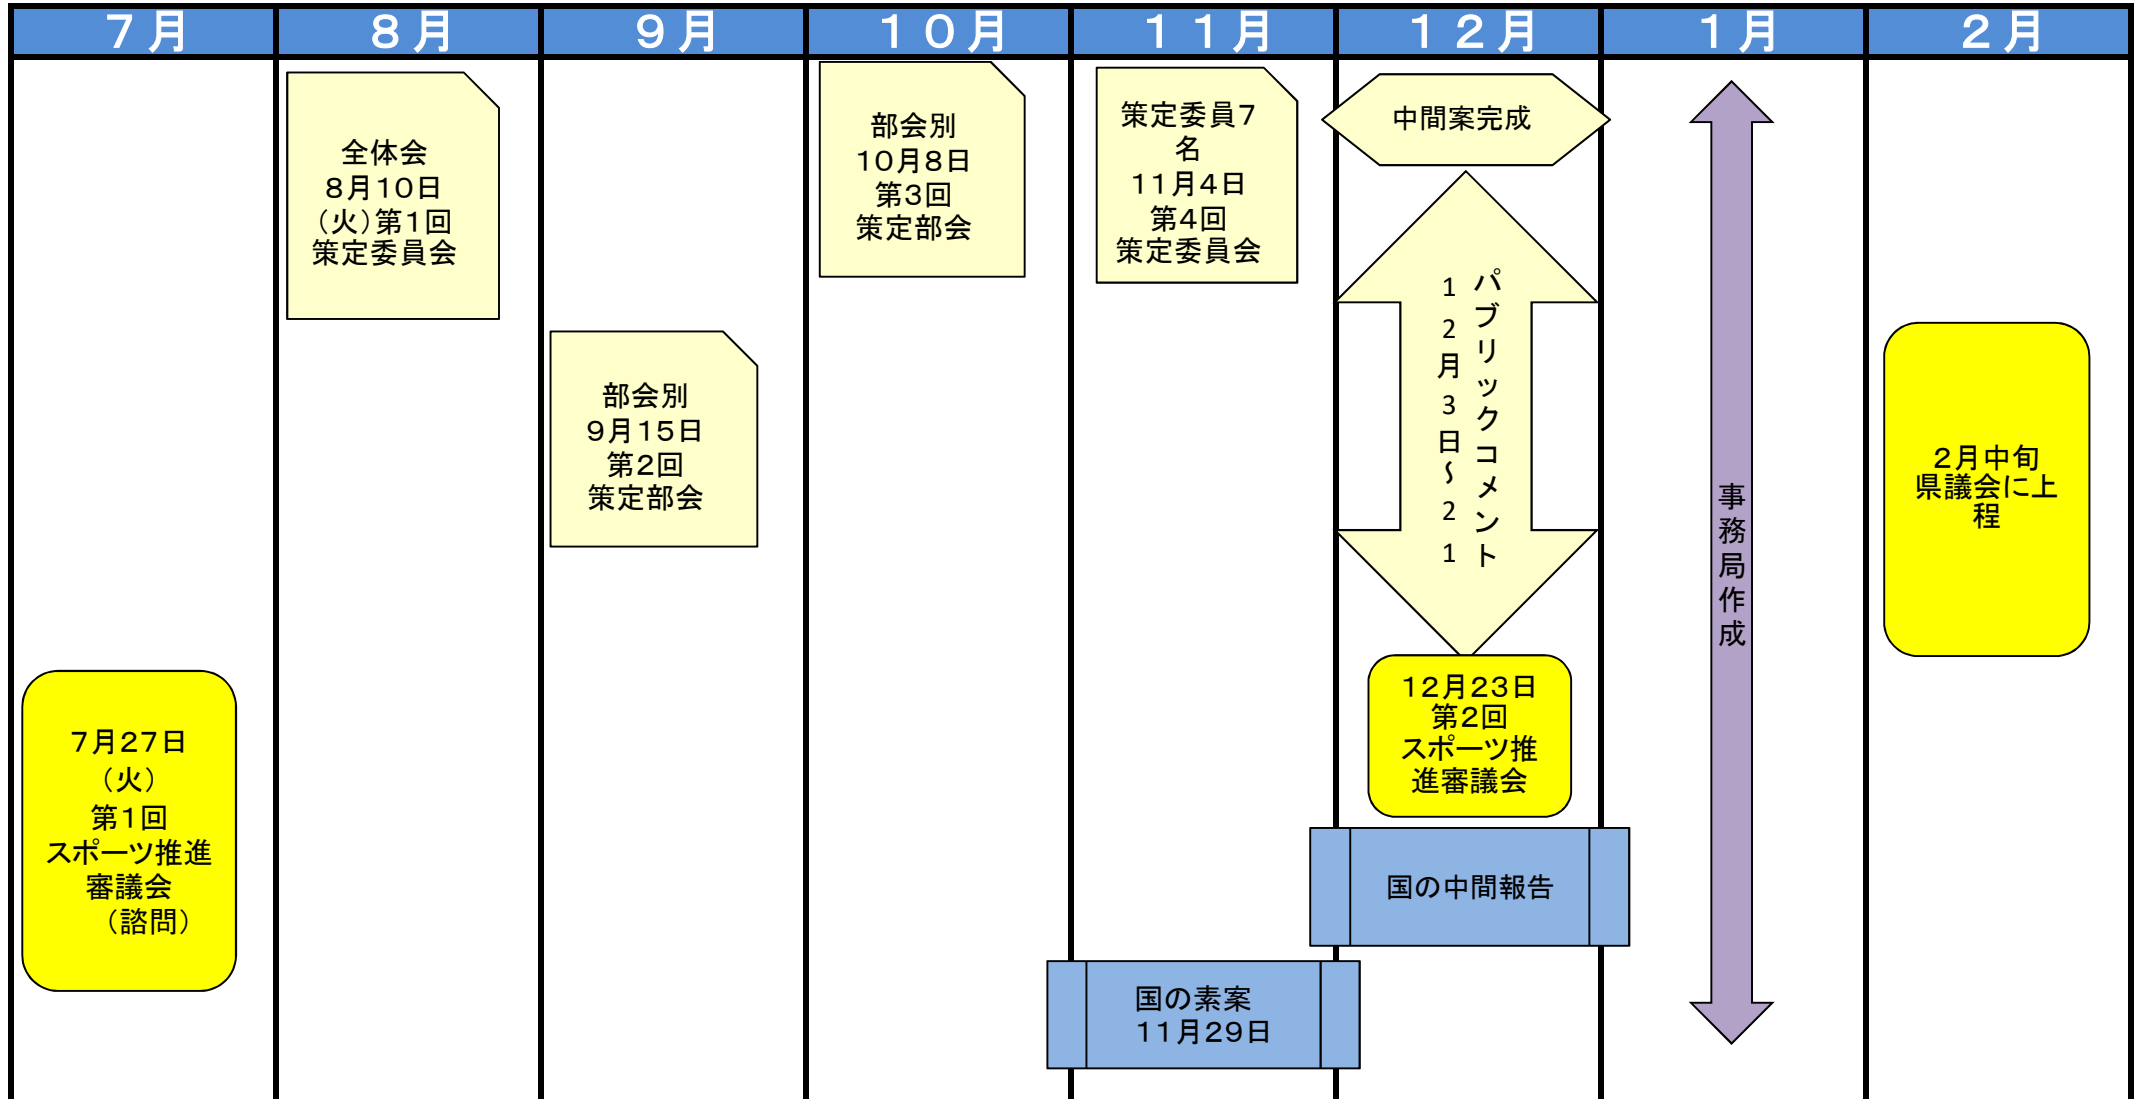 ７月
８月
９月
１０月
１１月
１２月
１月
２月
7月27日
（火）
第1回
スポーツ推進
審議会
（諮問）
全体会
8月10日
（火）第1回
策定委員会
部会別
9月15日
第2回
策定部会
部会別
10月8日
第3回
策定部会
策定委員7
名
11月4日
第4回
策定委員会
国の素案
11月29日
中間案完成
パブリックコメント
12月3日～21
12月23日
第2回
スポーツ推
進審議会
国の中間報告
事務局作成
2月中旬
県議会に上
程